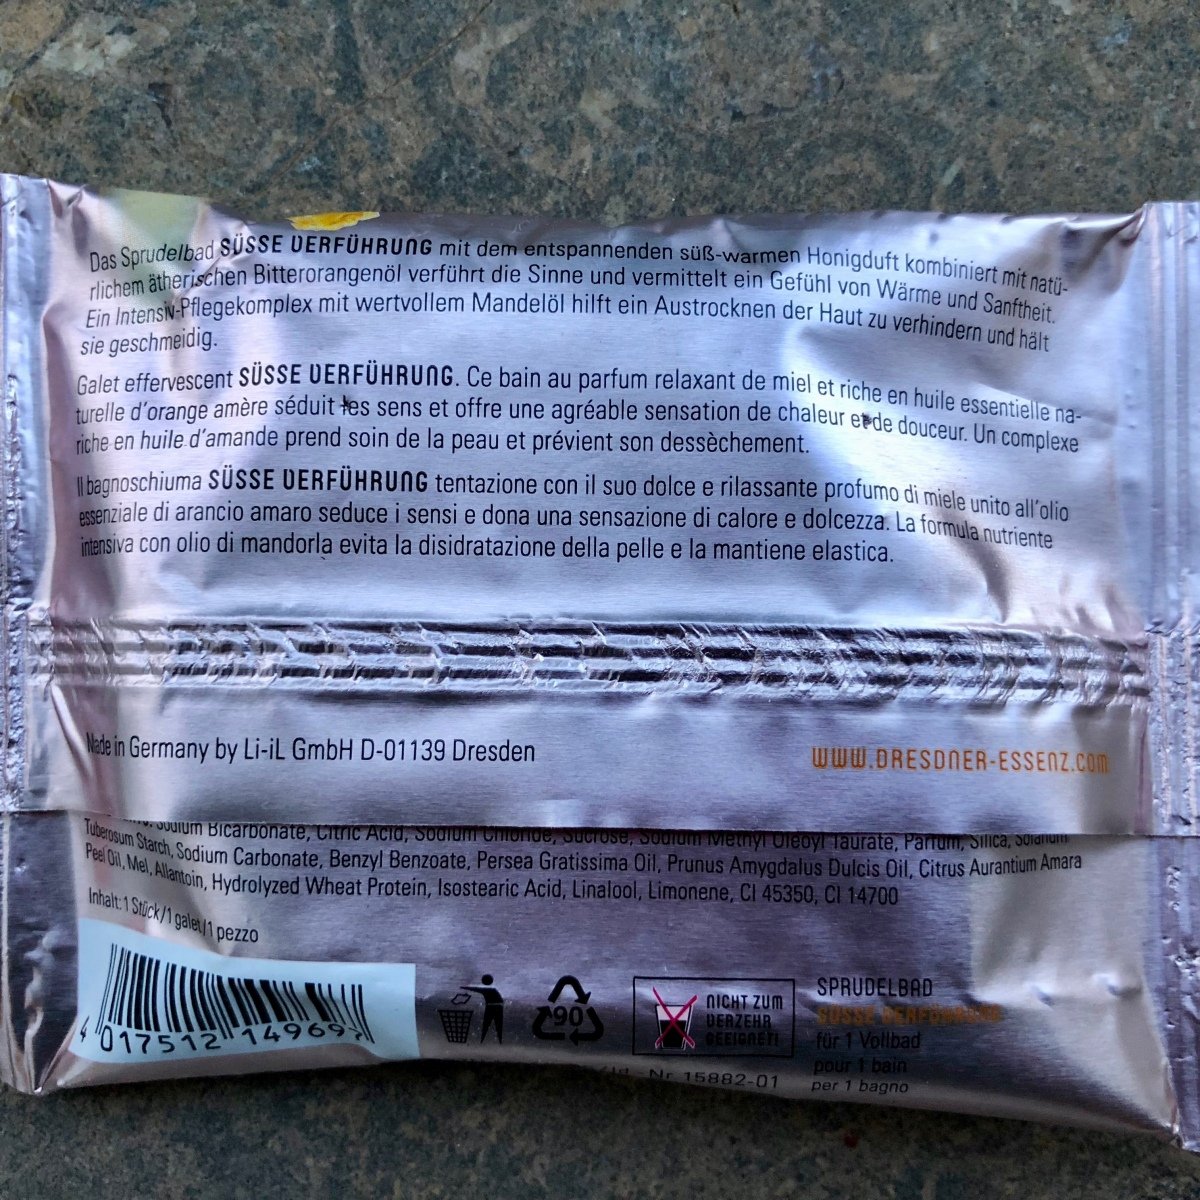 Das Sprudelbad SÜSSE VERFÜHRUNG mit dem entspannenden süß-warmen Honigduft kombiniert mit natü-
rlichem ätherischen Bitterorangenöl verführt die Sinne und vermittelt ein Gefühl von Wärme und Sanftheit.
Ein Intensiv-Pflegekomplex mit wertvollem Mandelöl hilft ein Austrocknen der Haut zu verhindern und hält
sie geschmeidig.
Galet effervescent SÜSSE VERFÜHRUNG. Ce bain au parfum relaxant de miel et riche en huile essentielle na-
turelle d'orange amère séduit les sens et offre une agréable sensation de chaleur et de douceur. Un complexe
riche en huile d'amande prend soin de la peau et prévient son dessèchement.
Il bagnoschiuma SÜSSE VERFÜHRUNG tentazione con il suo dolce e rilassante profumo di miele unito all'olio
essenziale di arancio amaro seduce i sensi e dona una sensazione di calore e dolcezza. La formula nutriente
intensiva con olio di mandorla evita la disidratazione della pelle e la mantiene elastica.
Made in Germany by Li-iL GmbH D-01139 Dresden
WWW.DRESDNER-ESSENZ.COM
Sodium Bicarbonate, Citric Acid, Sodium Chloride, Sucrose, Sodium Methyl Oleoyl Taurate, Parfum, Silica, Solanum
Tuberosum Starch, Sodium Carbonate, Benzyl Benzoate, Persea Gratissima Oil, Prunus Amygdalus Dulcis Oil, Citrus Aurantium Amara
Peel Oil, Mel, Allantoin, Hydrolyzed Wheat Protein, Isostearic Acid, Linalool, Limonene, CI 45350, CI 14700
Inhalt: 1 Stück/1 galet/1 pezzo
4 017512 149697
90
NICHT ZUM
VERZEHR
GEEIGNET!
Nr 15882-01
SPRUDELBAD
SÜSSE VERFÜHRUNG
für 1 Vollbad
pour 1 bain
per 1 bagno